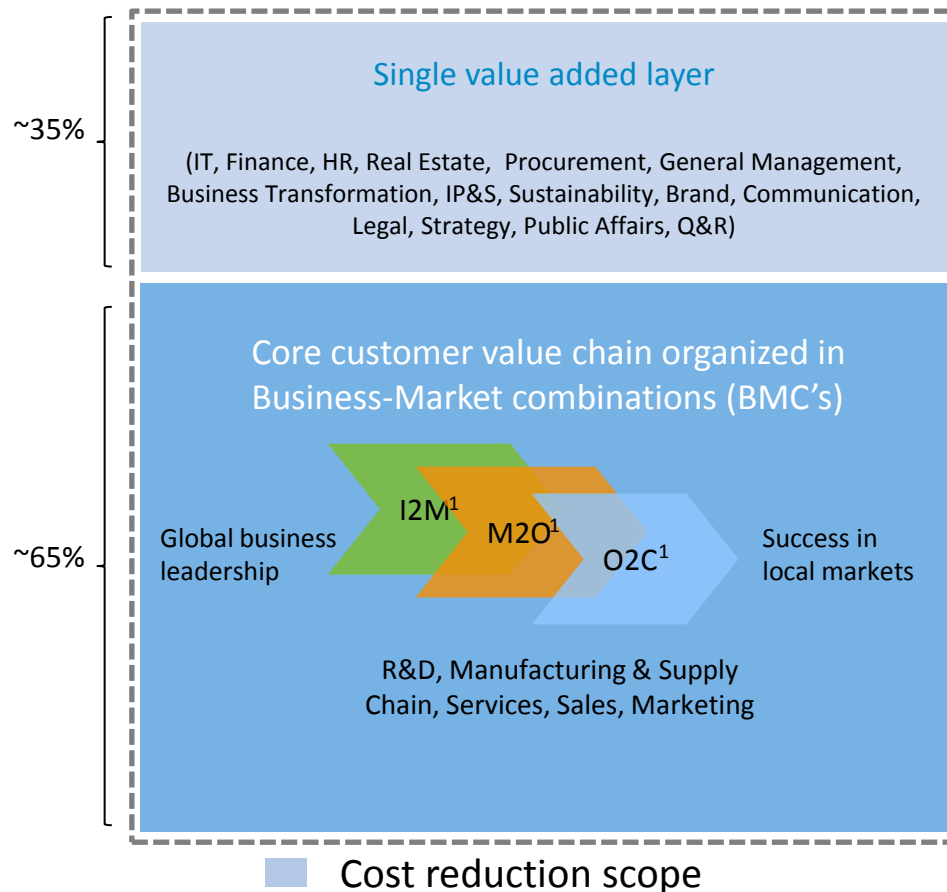 Single value added layer
~35%
(IT, Finance, HR, Real Estate, Procurement, General Management,
Business Transformation, IP&S, Sustainability, Brand, Communication,
Legal, Strategy, Public Affairs, Q&R)
Core customer value chain organized in
Business-Market combinations (BMC's)
~65%
Global business
leadership
I2M¹
M2O¹
O2C¹
Success in
local markets
R&D, Manufacturing & Supply
Chain, Services, Sales, Marketing
Cost reduction scope